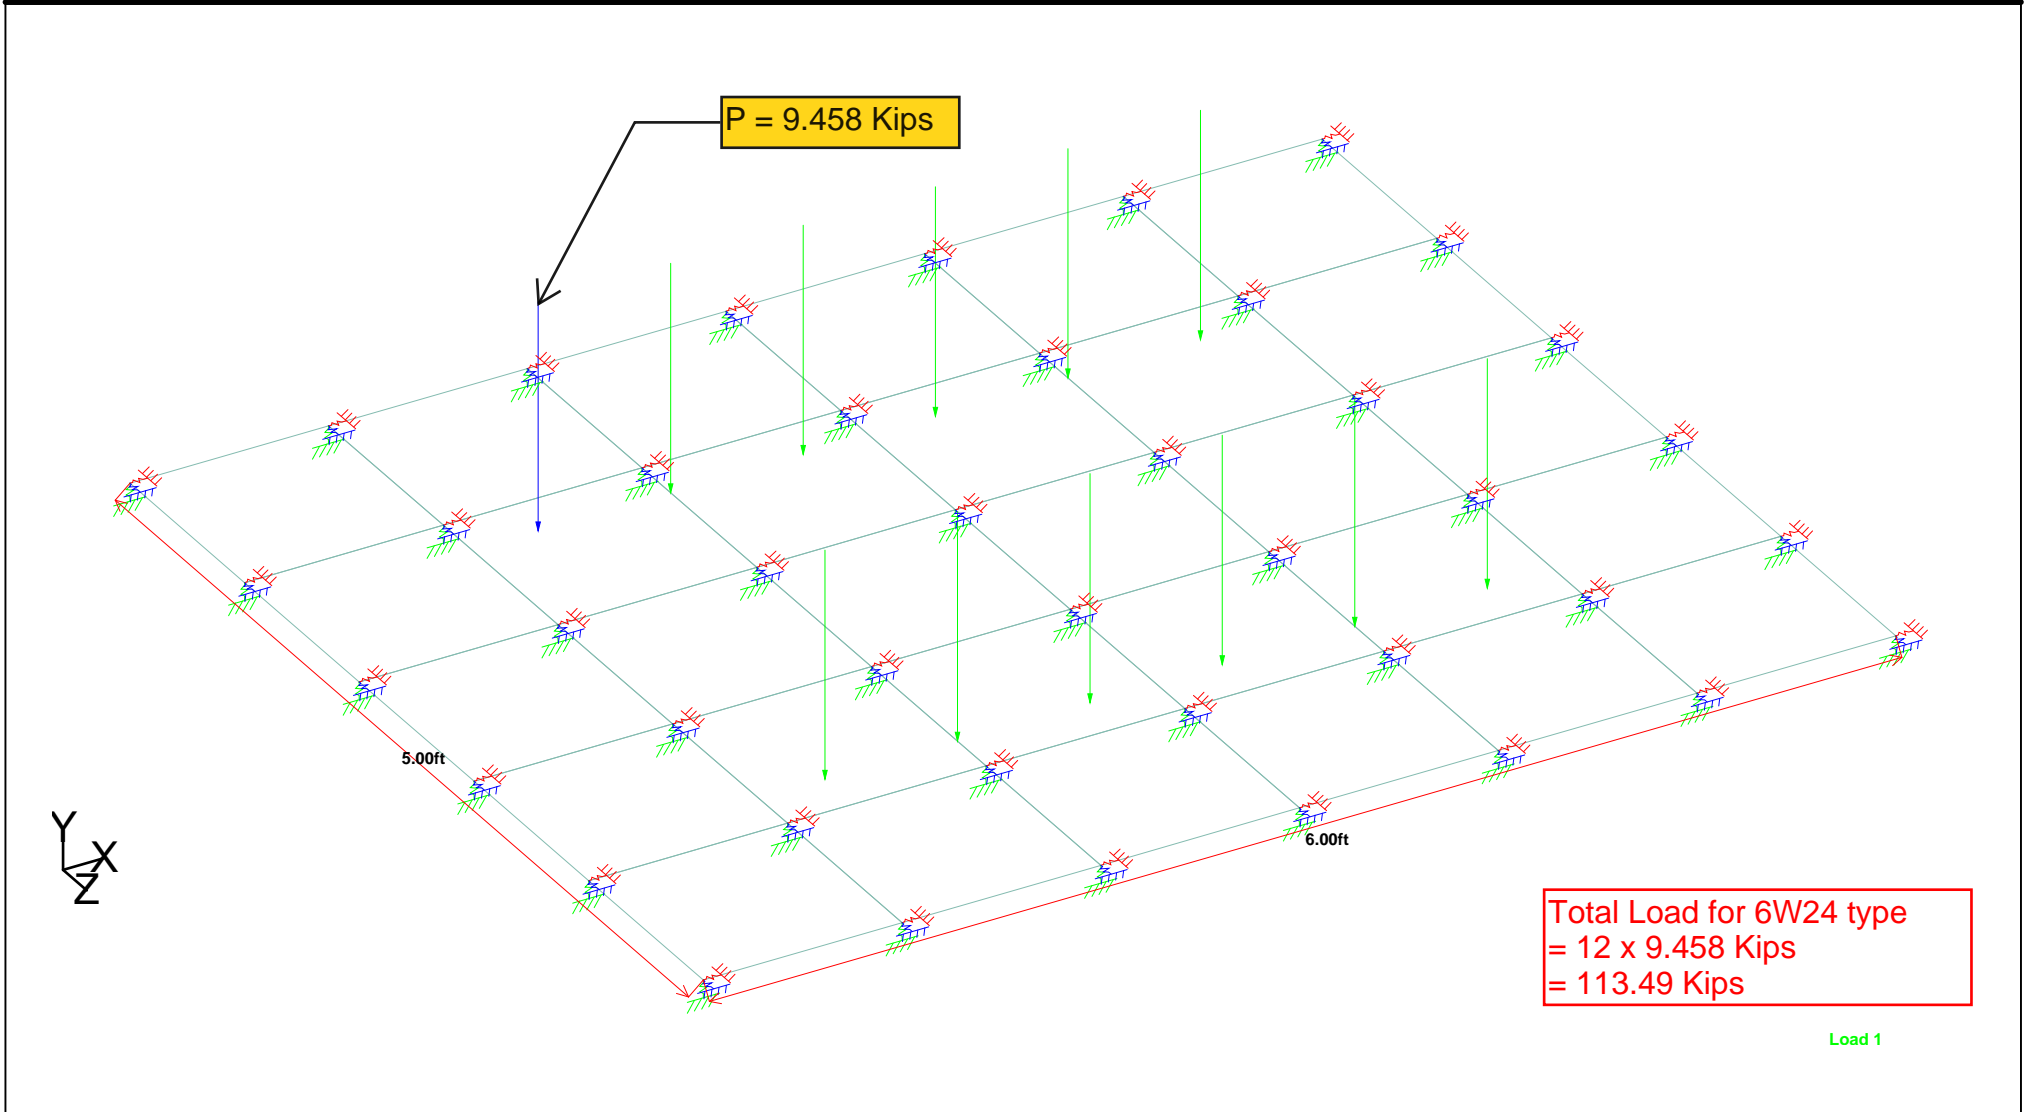 P = 9.458 Kips
5.00ft
Y
X
Z
6.00ft
Total Load for 6W24 type
= 12 x 9.458 Kips
= 113.49 Kips
Load 1